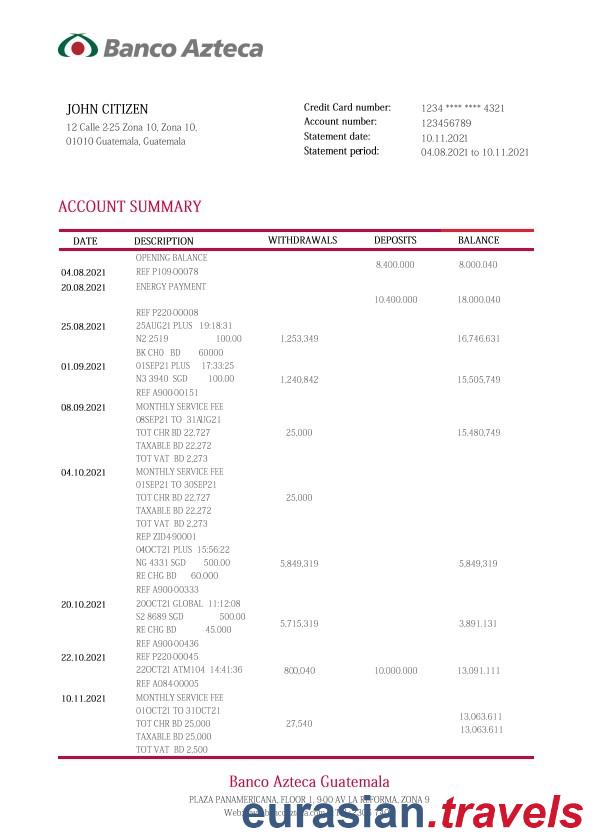 Banco Azteca
JOHN CITIZEN
12 Calle 2-25 Zona 10, Zona 10,
01010 Guatemala, Guatemala
Credit Card number: 1234 **** **** 4321
Account number: 123456789
Statement date: 10.11.2021
Statement period: 04.08.2021 to 10.11.2021
ACCOUNT SUMMARY
DATE DESCRIPTION WITHDRAWALS DEPOSITS BALANCE
OPENING BALANCE
8.400.000 8.000.040
04.08.2021 REF P109-00078
20.08.2021 ENERGY PAYMENT
10.400.000 18.000.040
REF P220-00008
25.08.2021 25AUG21 PLUS 19:18:31
N2 2519 100.00 1,253,349 16,746.631
BK CHO BD 60000
01.09.2021 01SEP21 PLUS 17:33:25
N3 3940 SGD 100.00 1,240,842 15,505,749
REF A900-00151
08.09.2021 MONTHLY SERVICE FEE
08SEP21 TO 31AUG21
TOT CHR BD 22,727 25,000 15,480,749
TAXABLE BD 22,272
TOT VAT BD 2,273
04.10.2021 MONTHLY SERVICE FEE
01SEP21 TO 30SEP21
TOT CHR BD 22,727 25,000
TAXABLE BD 22,272
TOT VAT BD 2,273
REP ZID4-90001
04OCT21 PLUS 15:56:22
NG 4331 SGD 500.00 5,849,319 5,849,319
RE CHG BD 60,000
REF A900-00333
20.10.2021 20OCT21 GLOBAL 11:12:08
S2 8689 SGD 500.00
5,715,319 3,891.131
RE CHG BD 45.000
REF A900-00436
22.10.2021 REF P220-00045
22OCT21 ATM104 14:41:36 800,040 10.000.000 13,091.111
REF A084-00005
10.11.2021 MONTHLY SERVICE FEE
01OCT21 TO 31OCT21
13,063.611
TOT CHR BD 25,000 27,540
13,063.611
TAXABLE BD 25,000
TOT VAT BD 2,500
Banco Azteca Guatemala
PLAZA PANAMERICANA, FLOOR 1, 9-00 AV LA REFORMA, ZONA 9
eurasian.travels